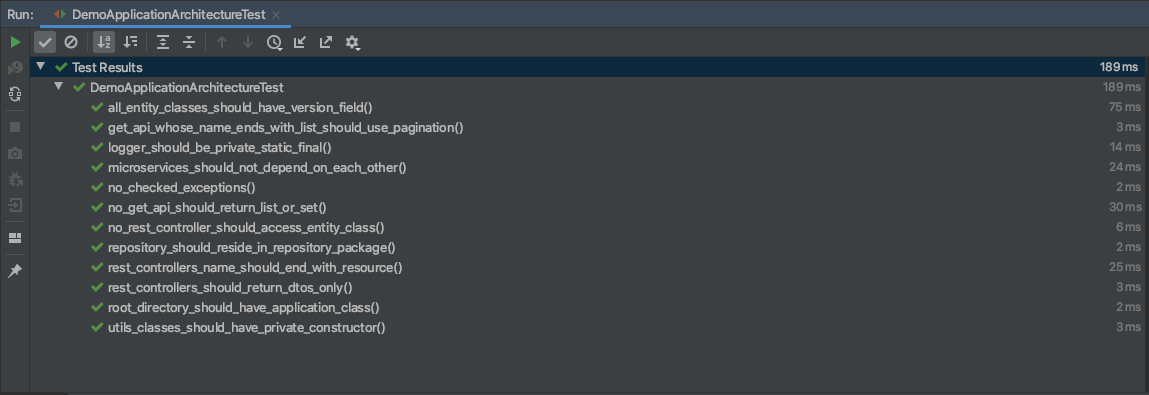 Run: DemoApplicationArchitectureTest
Test Results 189 ms
DemoApplicationArchitectureTest 189 ms
all_entity_classes_should_have_version_field() 75 ms
get_api_whose_name_ends_with_list_should_use_pagination() 3 ms
logger_should_be_private_static_final() 14 ms
microservices_should_not_depend_on_each_other() 24 ms
no_checked_exceptions() 2 ms
no_get_api_should_return_list_or_set() 30 ms
no_rest_controller_should_access_entity_class() 6 ms
repository_should_reside_in_repository_package() 2 ms
rest_controllers_name_should_end_with_resource() 25 ms
rest_controllers_should_return_dtos_only() 3 ms
root_directory_should_have_application_class() 2 ms
utils_classes_should_have_private_constructor() 3 ms